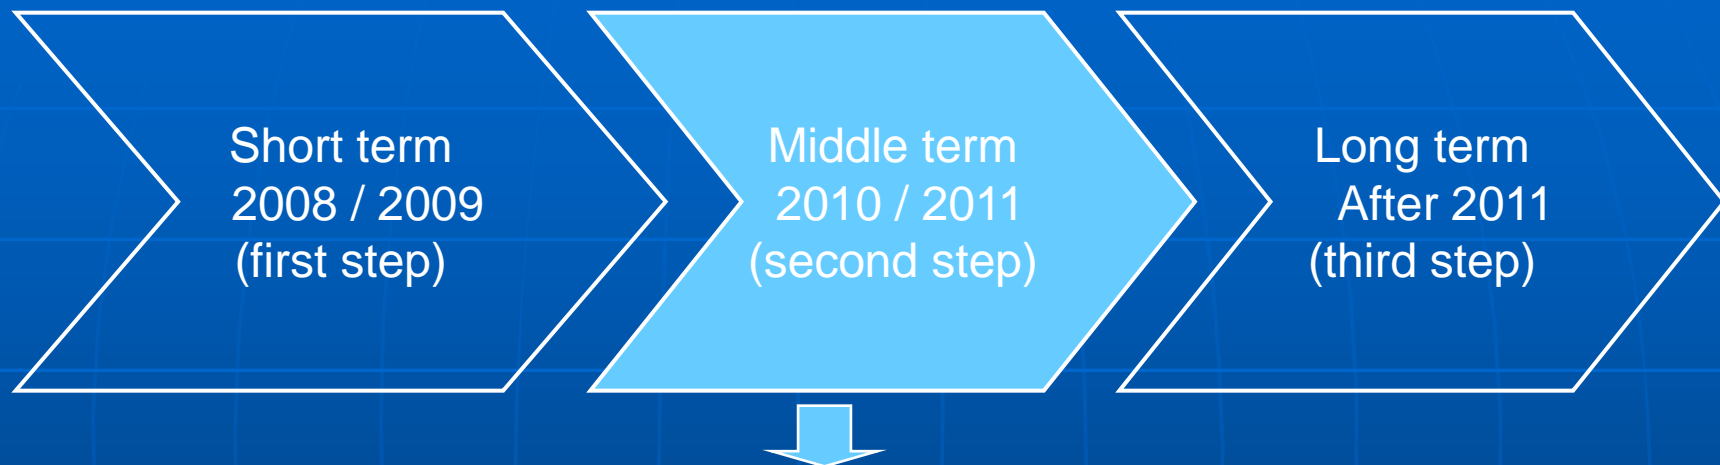 Short term
2008 / 2009
(first step)
Middle term
2010 / 2011
(second step)
Long term
After 2011
(third step)